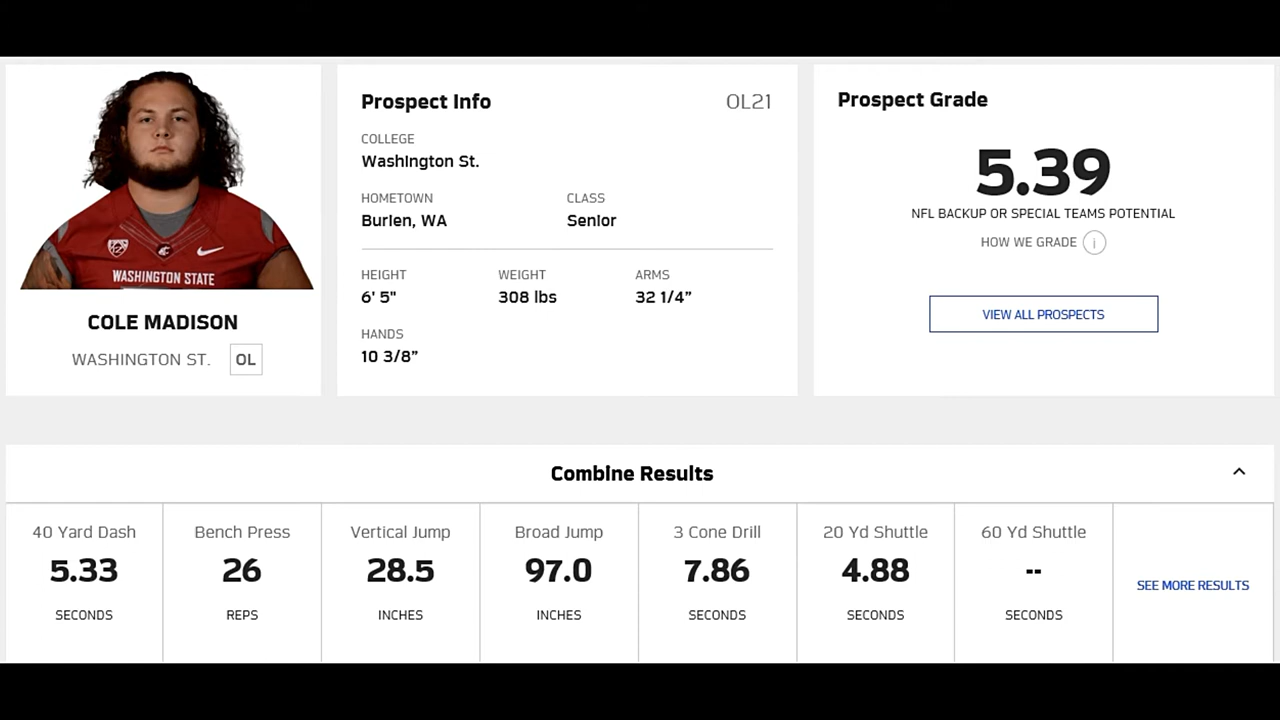 WASHINGTON STATE
COLE MADISON
WASHINGTON ST. OL
Prospect Info OL21
COLLEGE
Washington St.
HOMETOWN CLASS
Burien, WA Senior
HEIGHT WEIGHT ARMS
6' 5" 308 lbs 32 1/4”
HANDS
10 3/8”
Prospect Grade
5.39
NFL BACKUP OR SPECIAL TEAMS POTENTIAL
HOW WE GRADE i
VIEW ALL PROSPECTS
Combine Results
40 Yard Dash Bench Press Vertical Jump Broad Jump 3 Cone Drill 20 Yd Shuttle 60 Yd Shuttle
5.33 26 28.5 97.0 7.86 4.88 --
SEE MORE RESULTS
SECONDS REPS INCHES INCHES SECONDS SECONDS SECONDS